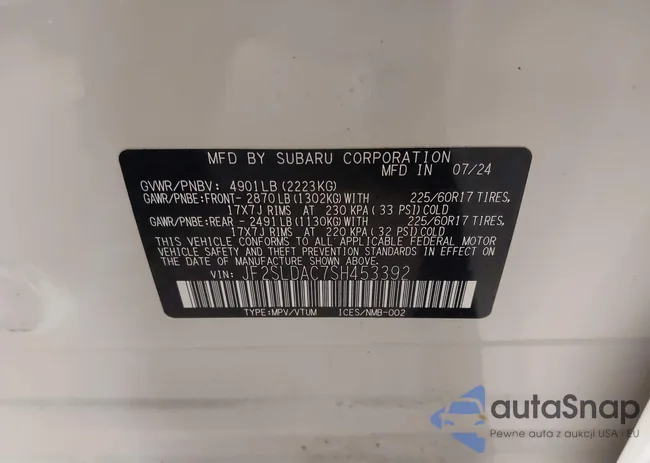 MFD BY SUBARU CORPORATION
MFD IN 07/24
GVWR/PNBV: 4901LB (2223KG)
GAWR/PNBE:FRONT- 2870LB (1302KG)WITH 225/60R17 TIRES,
17X7J RIMS AT 230 KPA (33 PSI) COLD
GAWR/PNBE:REAR - 2491LB (1130KG)WITH 225/60R17 TIRES,
17X7J RIMS AT 220 KPA (32 PSI) COLD
THIS VEHICLE CONFORMS TO ALL APPLICABLE FEDERAL MOTOR
VEHICLE SAFETY AND THEFT PREVENTION STANDARDS IN EFFECT ON
THE DATE OF MANUFACTURE SHOWN ABOVE.
VIN: JF2SLDAC7SH453392
TYPE:MPV/VTUM ICES/NMB-002
autaSnap
Pewne auta z aukcji USA i EU